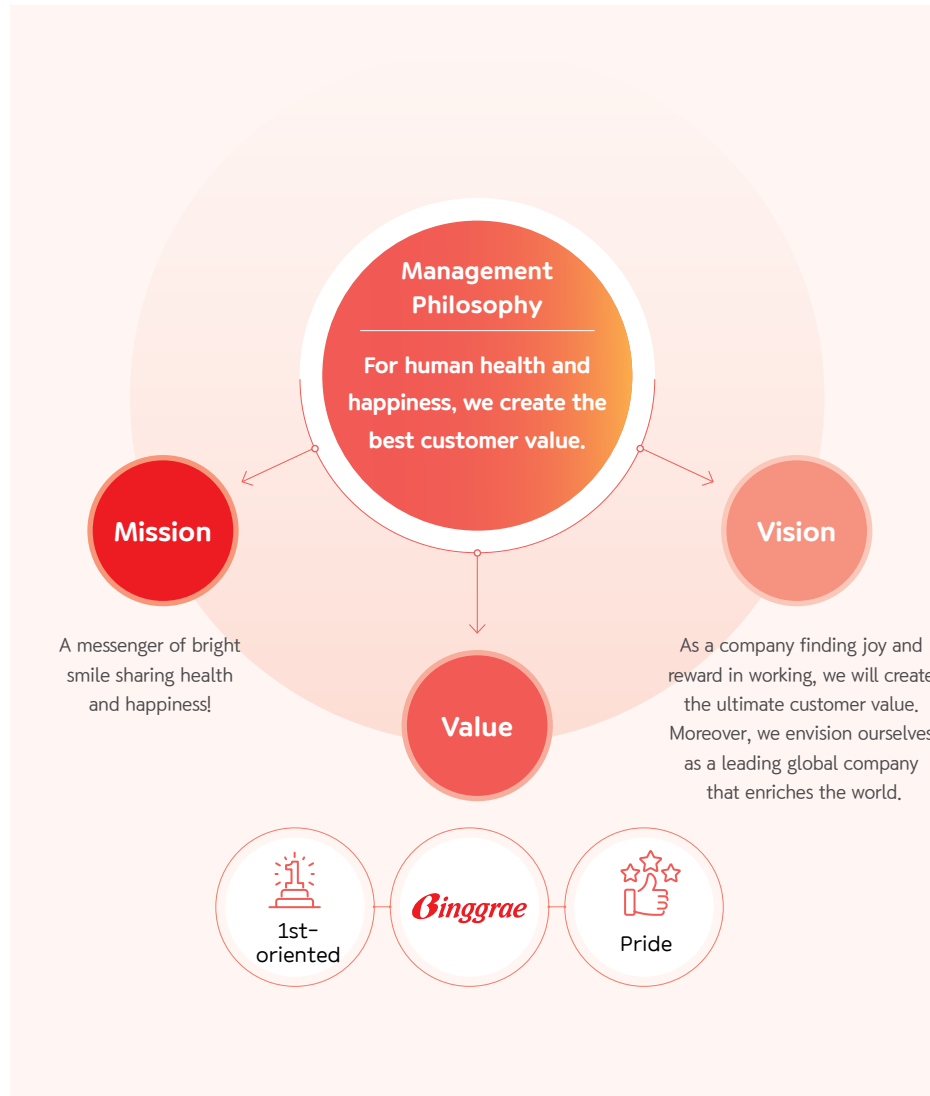 Management
Philosophy
For human health and
happiness, we create the
best customer value.
Mission
A messenger of bright
smile sharing health
and happiness!
Vision
As a company finding joy and
reward in working, we will create
the ultimate customer value.
Moreover, we envision ourselves
as a leading global company
that enriches the world.
Value
1
1st-
oriented
Binggrae
Pride